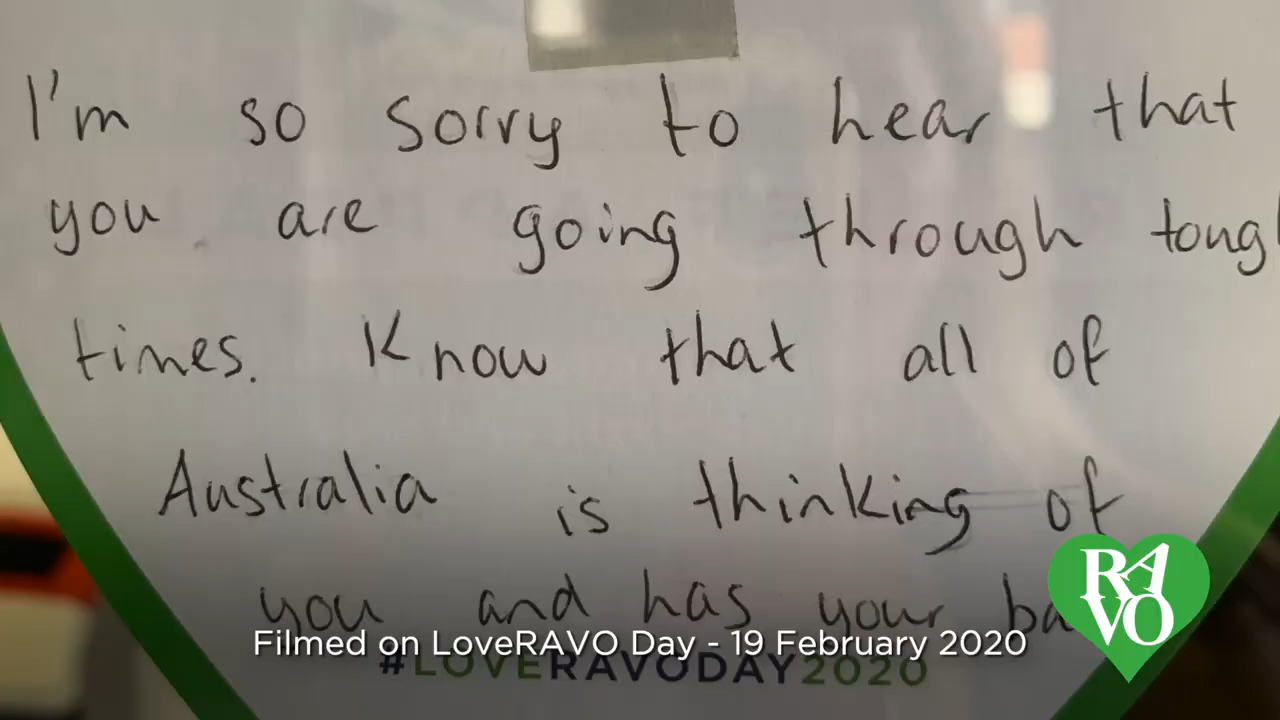 I'm so sorry to hear that
you are going through
times. Know that all of
Australia is thinking of
you and has your
Filmed on LoveRAVO Day - 19 February 2020
#LOVERAVODAY2020
RAVO